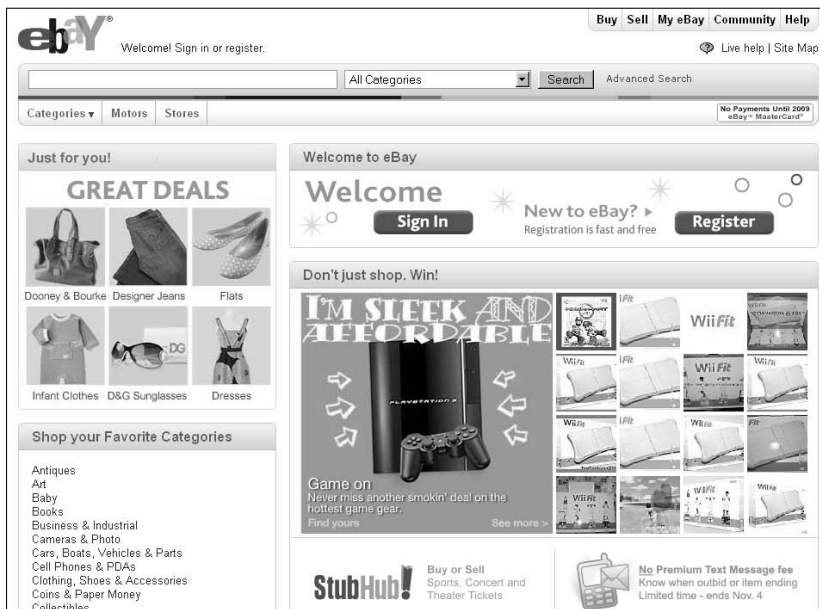 Buy Sell My eBay Community Help
ebaY®
Welcome! Sign in or register.
Live help | Site Map
All Categories
Search
Advanced Search
Categories ▾ Motors Stores
No Payments Until 2009
eBay™ MasterCard®
Just for you!
GREAT DEALS
Dooney & Bourke Designer Jeans Flats
DG
Infant Clothes D&G Sunglasses Dresses
Shop your Favorite Categories
Antiques
Art
Baby
Books
Business & Industrial
Cameras & Photo
Cars, Boats, Vehicles & Parts
Cell Phones & PDAs
Clothing, Shoes & Accessories
Coins & Paper Money
Collectibles
Welcome to eBay
Welcome
Sign In
New to eBay? ▸
Registration is fast and free
Register
Don't just shop. Win!
I'M SLEEK AND
AFFORDABLE
PLAYSTATION 3
Game on
Never miss another smokin' deal on the
hottest game gear.
Find yours See more >
Wii Fit
StubHub!
Buy or Sell
Sports, Concert and
Theater Tickets
No Premium Text Message fee
Know when outbid or item ending
Limited time - ends Nov. 4